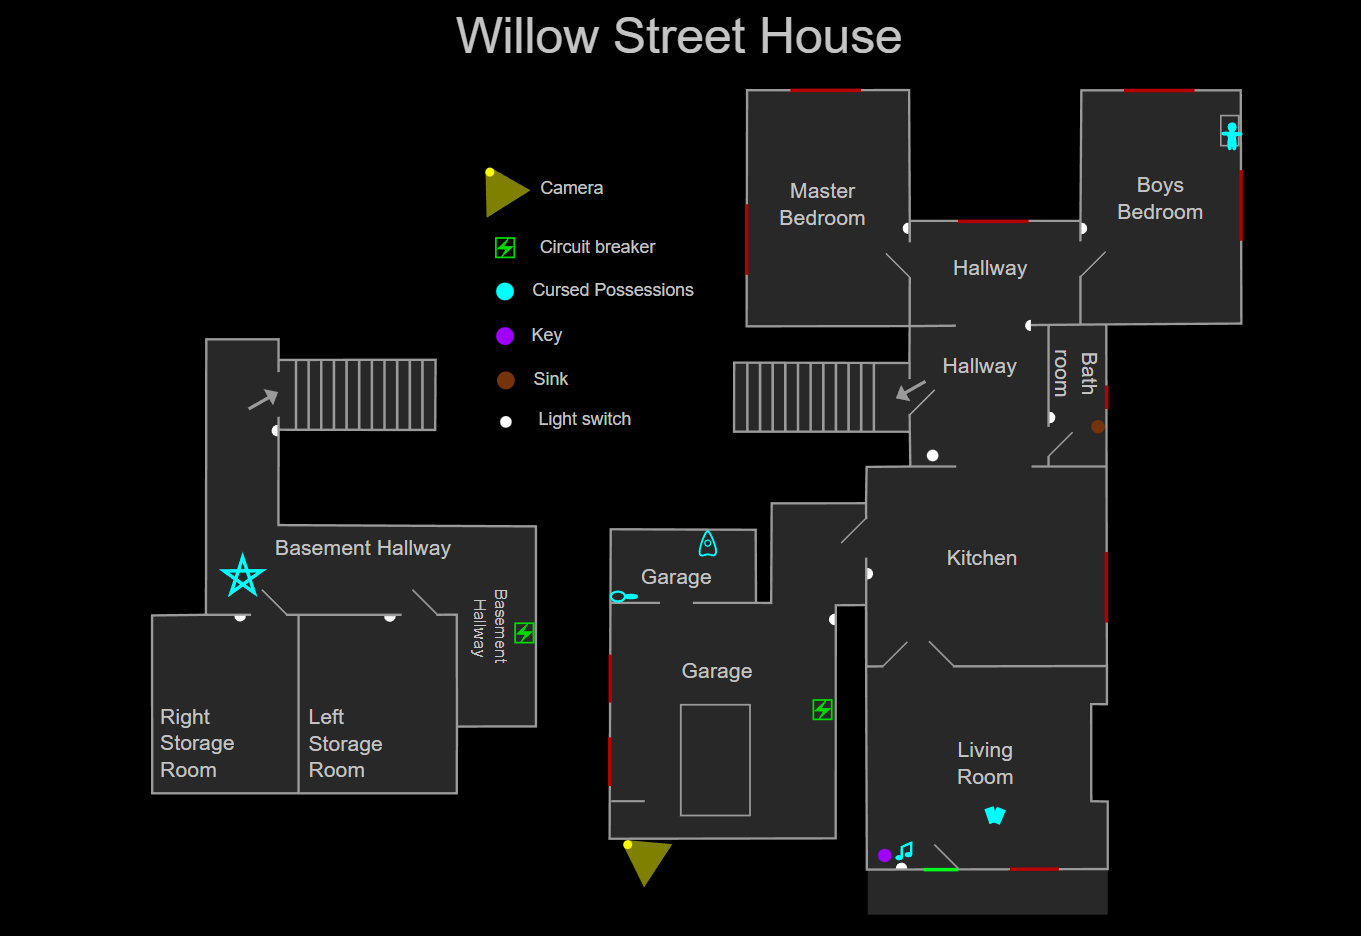 Willow Street House
Camera
Circuit breaker
Cursed Possessions
Key
Sink
Light switch
Master
Bedroom
Boys
Bedroom
Hallway
Hallway
Bath
room
Kitchen
Garage
Garage
Living
Room
Basement Hallway
Basement
Hallway
Right
Storage
Room
Left
Storage
Room